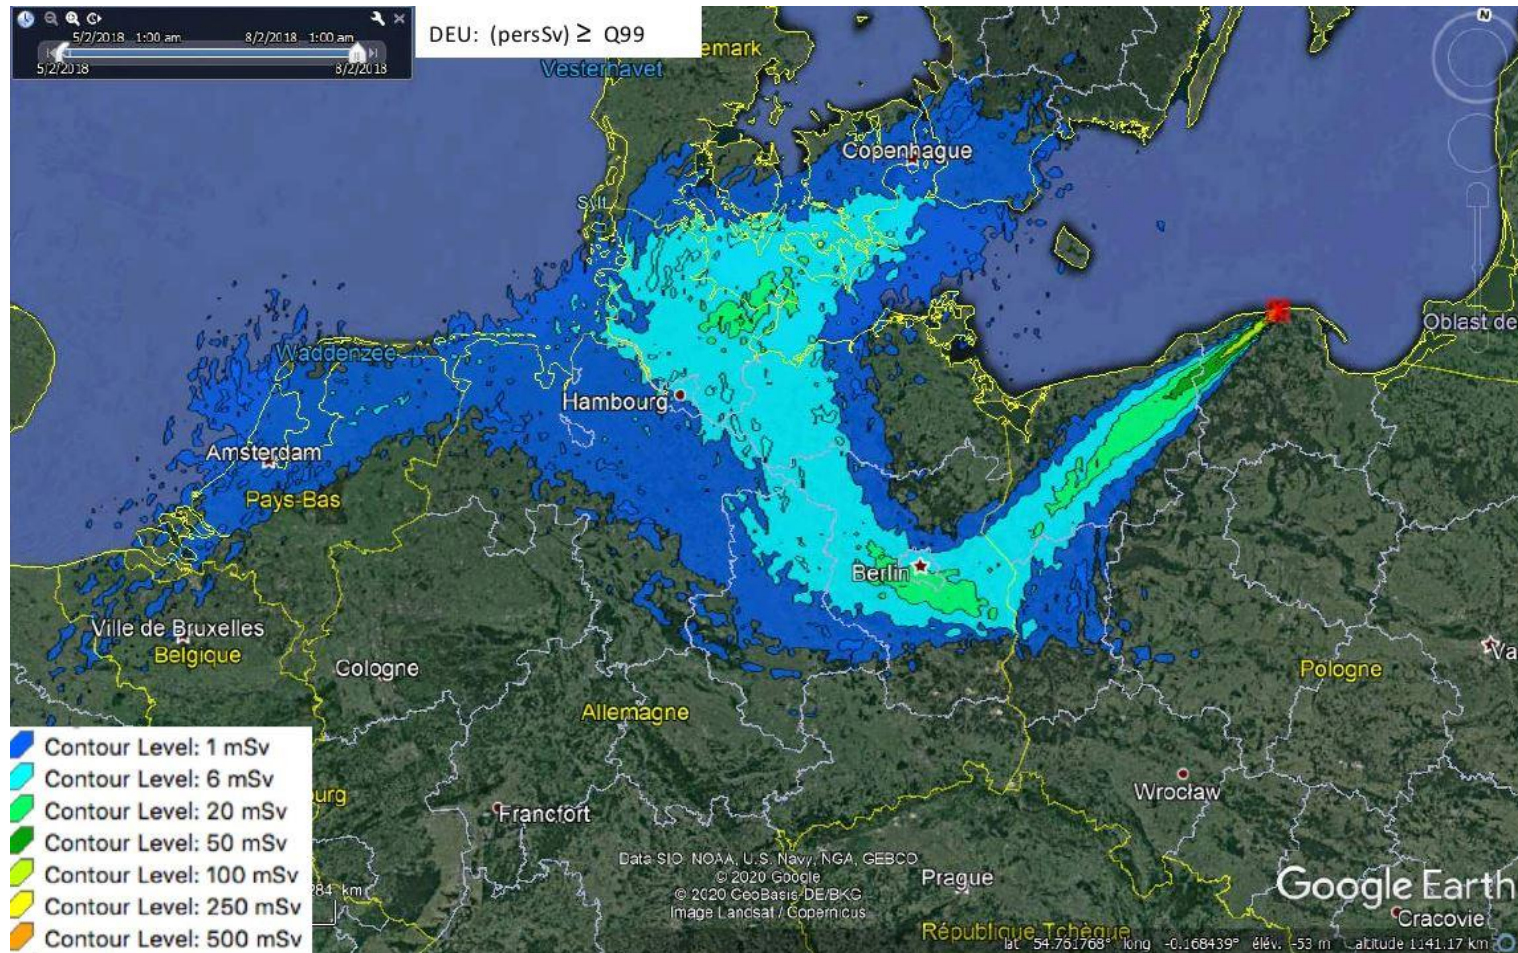 5/2/2018 1:00 am 8/2/2018 1:00 am
5/2/2018 8/2/2018
DEU: (persSv) ≥ Q99
emark
Vesterhavet
N
Copenhague
Sylt
Oblast de
Waddenzee
Hambourg
Amsterdam
Pays-Bas
Berlin
Ville de Bruxelles
Belgique
Cologne
Pologne
Va
Allemagne
Contour Level: 1 mSv
Contour Level: 6 mSv
Contour Level: 20 mSv
Contour Level: 50 mSv
Contour Level: 100 mSv
Contour Level: 250 mSv
Contour Level: 500 mSv
ourg
284 km
Francfort
Wrocław
Data SIO, NOAA, U.S. Navy, NGA, GEBCO
© 2020 Google
© 2020 GeoBasis-DE/BKG
Image Landsat / Copernicus
Prague
Google Earth
Cracovie
République Tchèque
lat 54.761768° long -0.168439° élév. -53 m altitude 1141.17 km